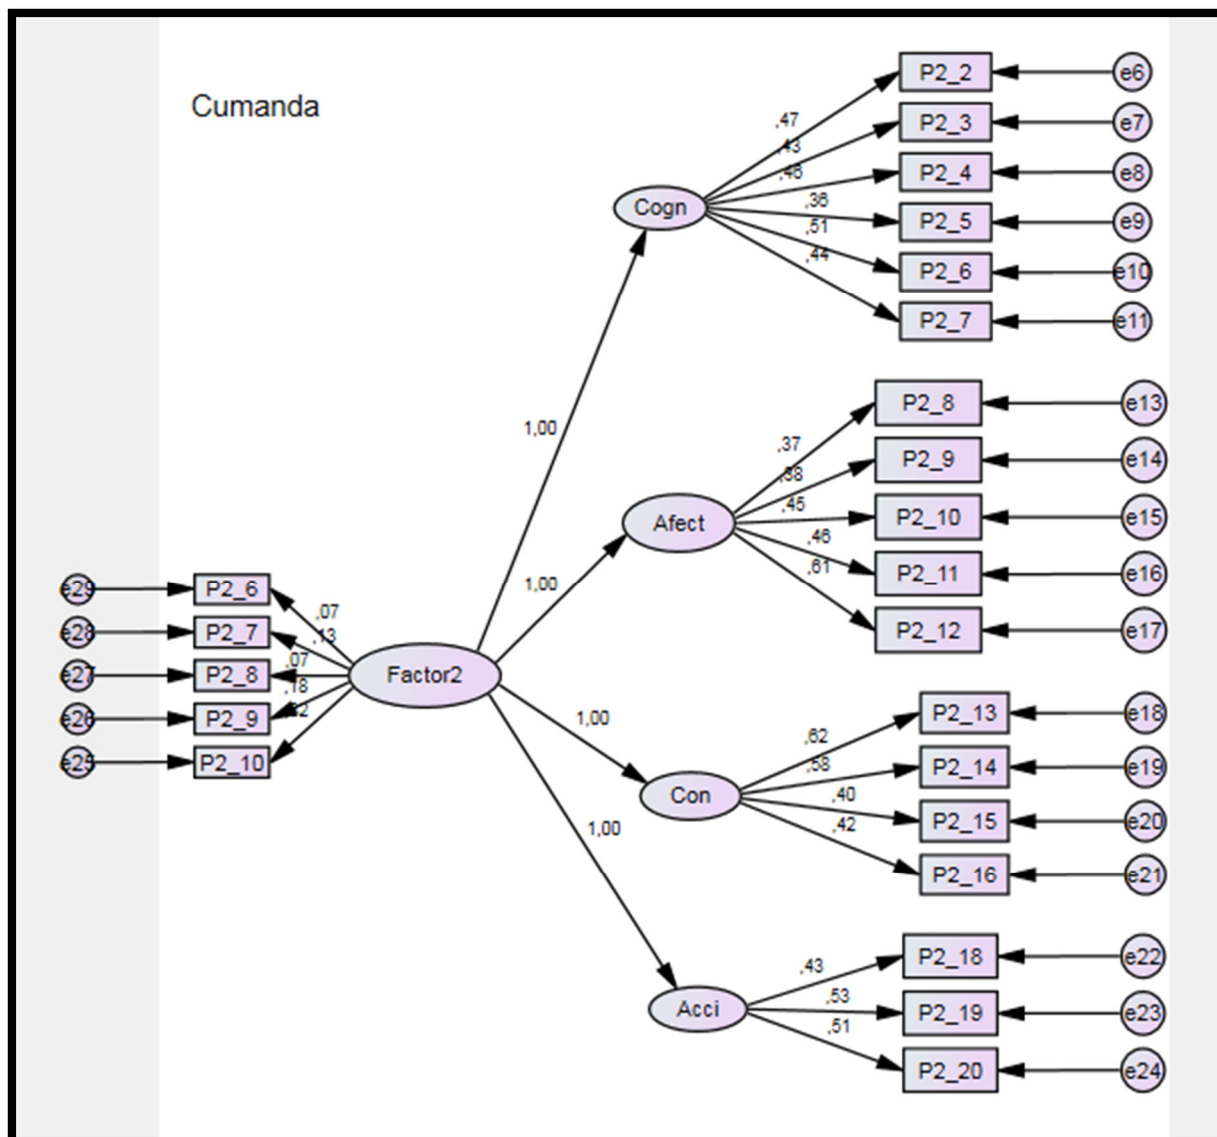 Cumanda
P2_2
e6
,47
P2_3
e7
,43
P2_4
e8
,46
Cogn
P2_5
e9
,36
P2_6
e10
,51
P2_7
e11
,44
1,00
P2_8
e13
,37
P2_9
e14
,38
Afect
P2_10
e15
,45
P2_11
e16
,46
P2_12
e17
,61
1,00
e29
P2_6
,07
e28
P2_7
,13
e27
P2_8
,07
Factor2
e26
P2_9
,18
e25
P2_10
1,00
P2_13
e18
,62
P2_14
e19
,58
Con
P2_15
e20
,40
P2_16
e21
,42
1,00
P2_18
e22
,43
Acci
P2_19
e23
,53
P2_20
e24
,51